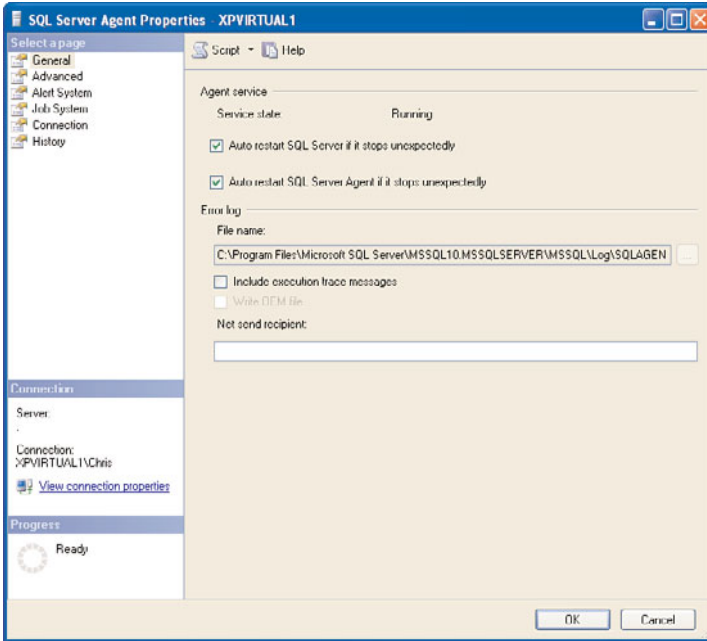 SQL Server Agent Properties - XPVIRTUAL1
Select a page
General
Advanced
Alert System
Job System
Connection
History
Script
Help
Agent service
Service state:
Running
Auto restart SQL Server if it stops unexpectedly
Auto restart SQL Server Agent if it stops unexpectedly
Error log
File name:
C:\Program Files\Microsoft SQL Server\MSSQL10.MSSQLSERVER\MSSQL\Log\SQLAGEN
...
Include execution trace messages
Write OEM file
Net send recipient:
Connection
Server:
.
Connection:
XPVIRTUAL1\Chris
View connection properties
Progress
Ready
OK
Cancel